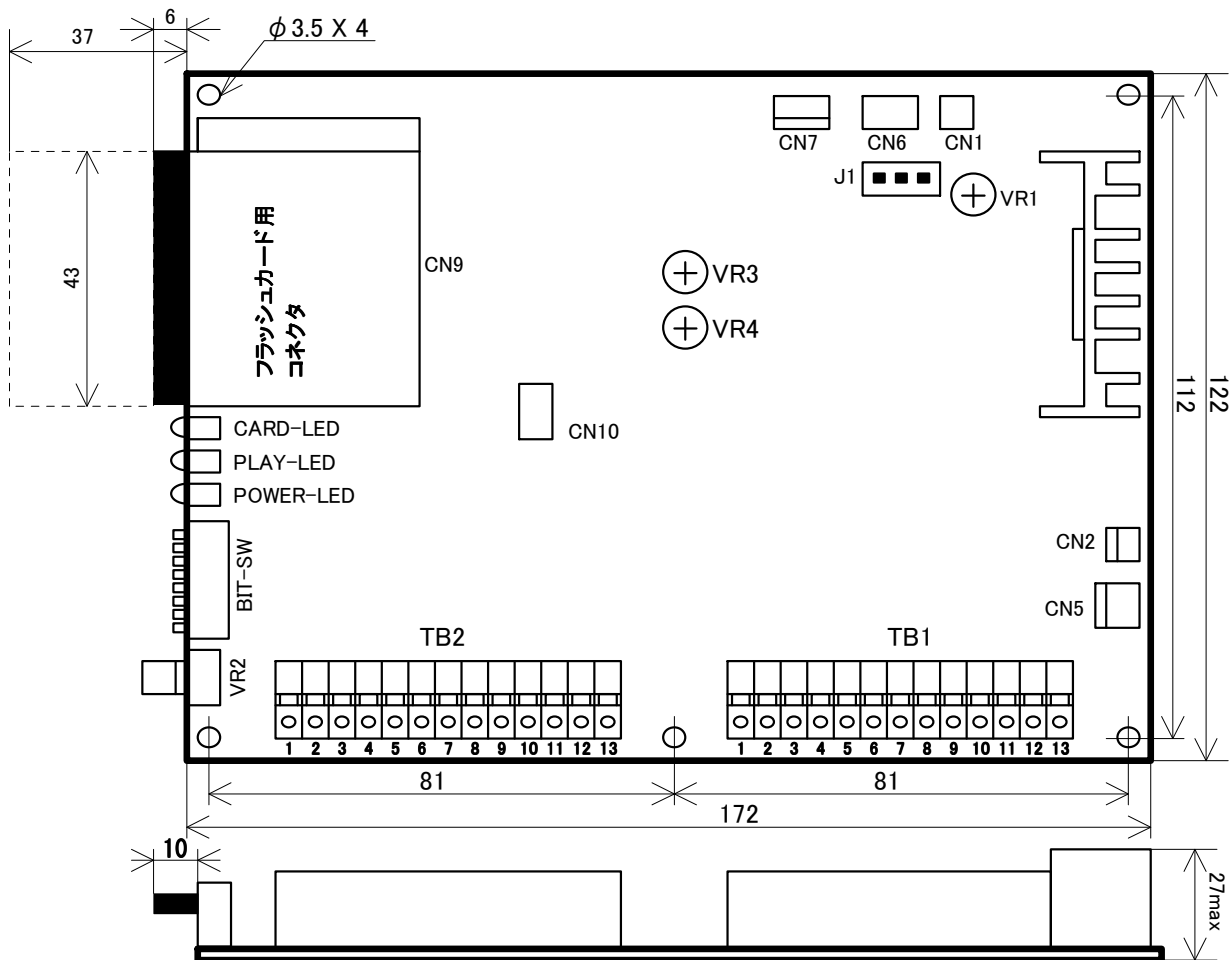 6
37
φ3.5 X 4
CN7
CN6
CN1
J1
VR1
フラッシュカード用
コネクタ
CN9
43
VR3
VR4
112
122
CN10
CARD-LED
PLAY-LED
POWER-LED
BIT-SW
CN2
CN5
TB2
TB1
VR2
1 2 3 4 5 6 7 8 9 10 11 12 13
1 2 3 4 5 6 7 8 9 10 11 12 13
81
81
172
10
27max